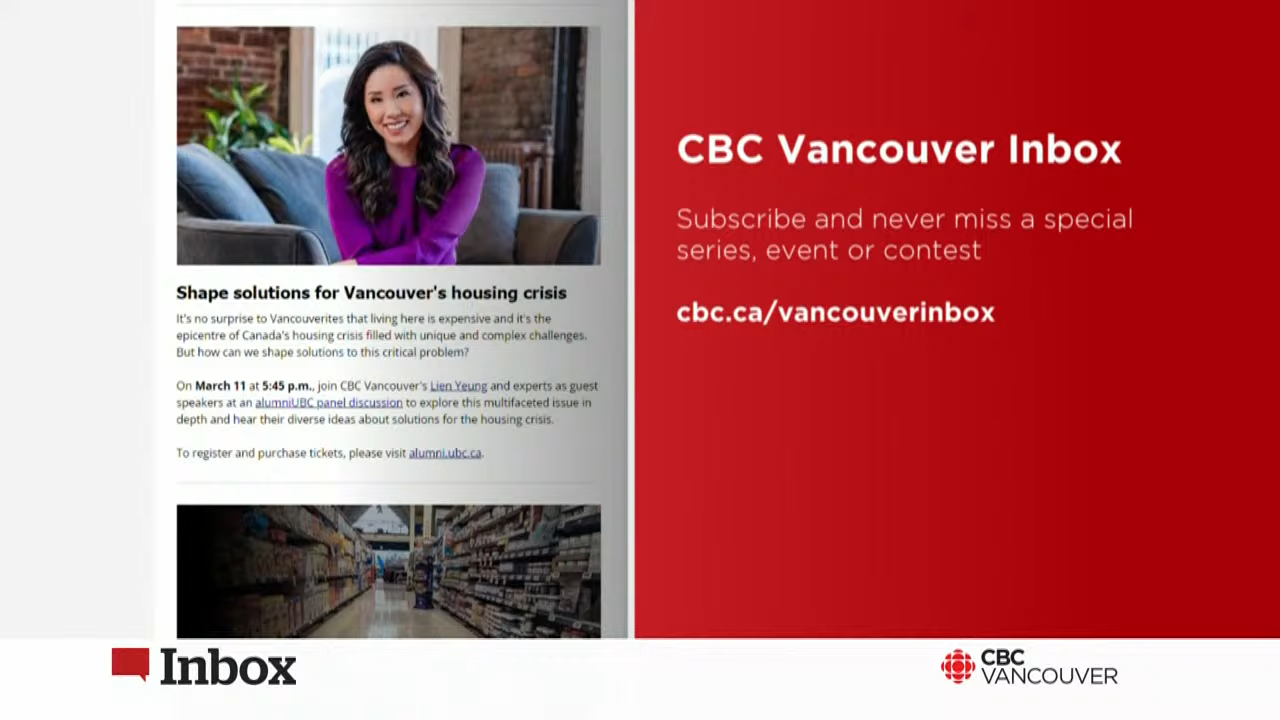 Shape solutions for Vancouver's housing crisis
It's no surprise to Vancouverites that living here is expensive and it's the
epicentre of Canada's housing crisis filled with unique and complex challenges.
But how can we shape solutions to this critical problem?
On March 11 at 5:45 p.m., join CBC Vancouver's Lien Yeung and experts as guest
speakers at an alumniUBC panel discussion to explore this multifaceted issue in
depth and hear their diverse ideas about solutions for the housing crisis.
To register and purchase tickets, please visit alumni.ubc.ca.
CBC Vancouver Inbox
Subscribe and never miss a special
series, event or contest
cbc.ca/vancouverinbox
Inbox
CBC
VANCOUVER